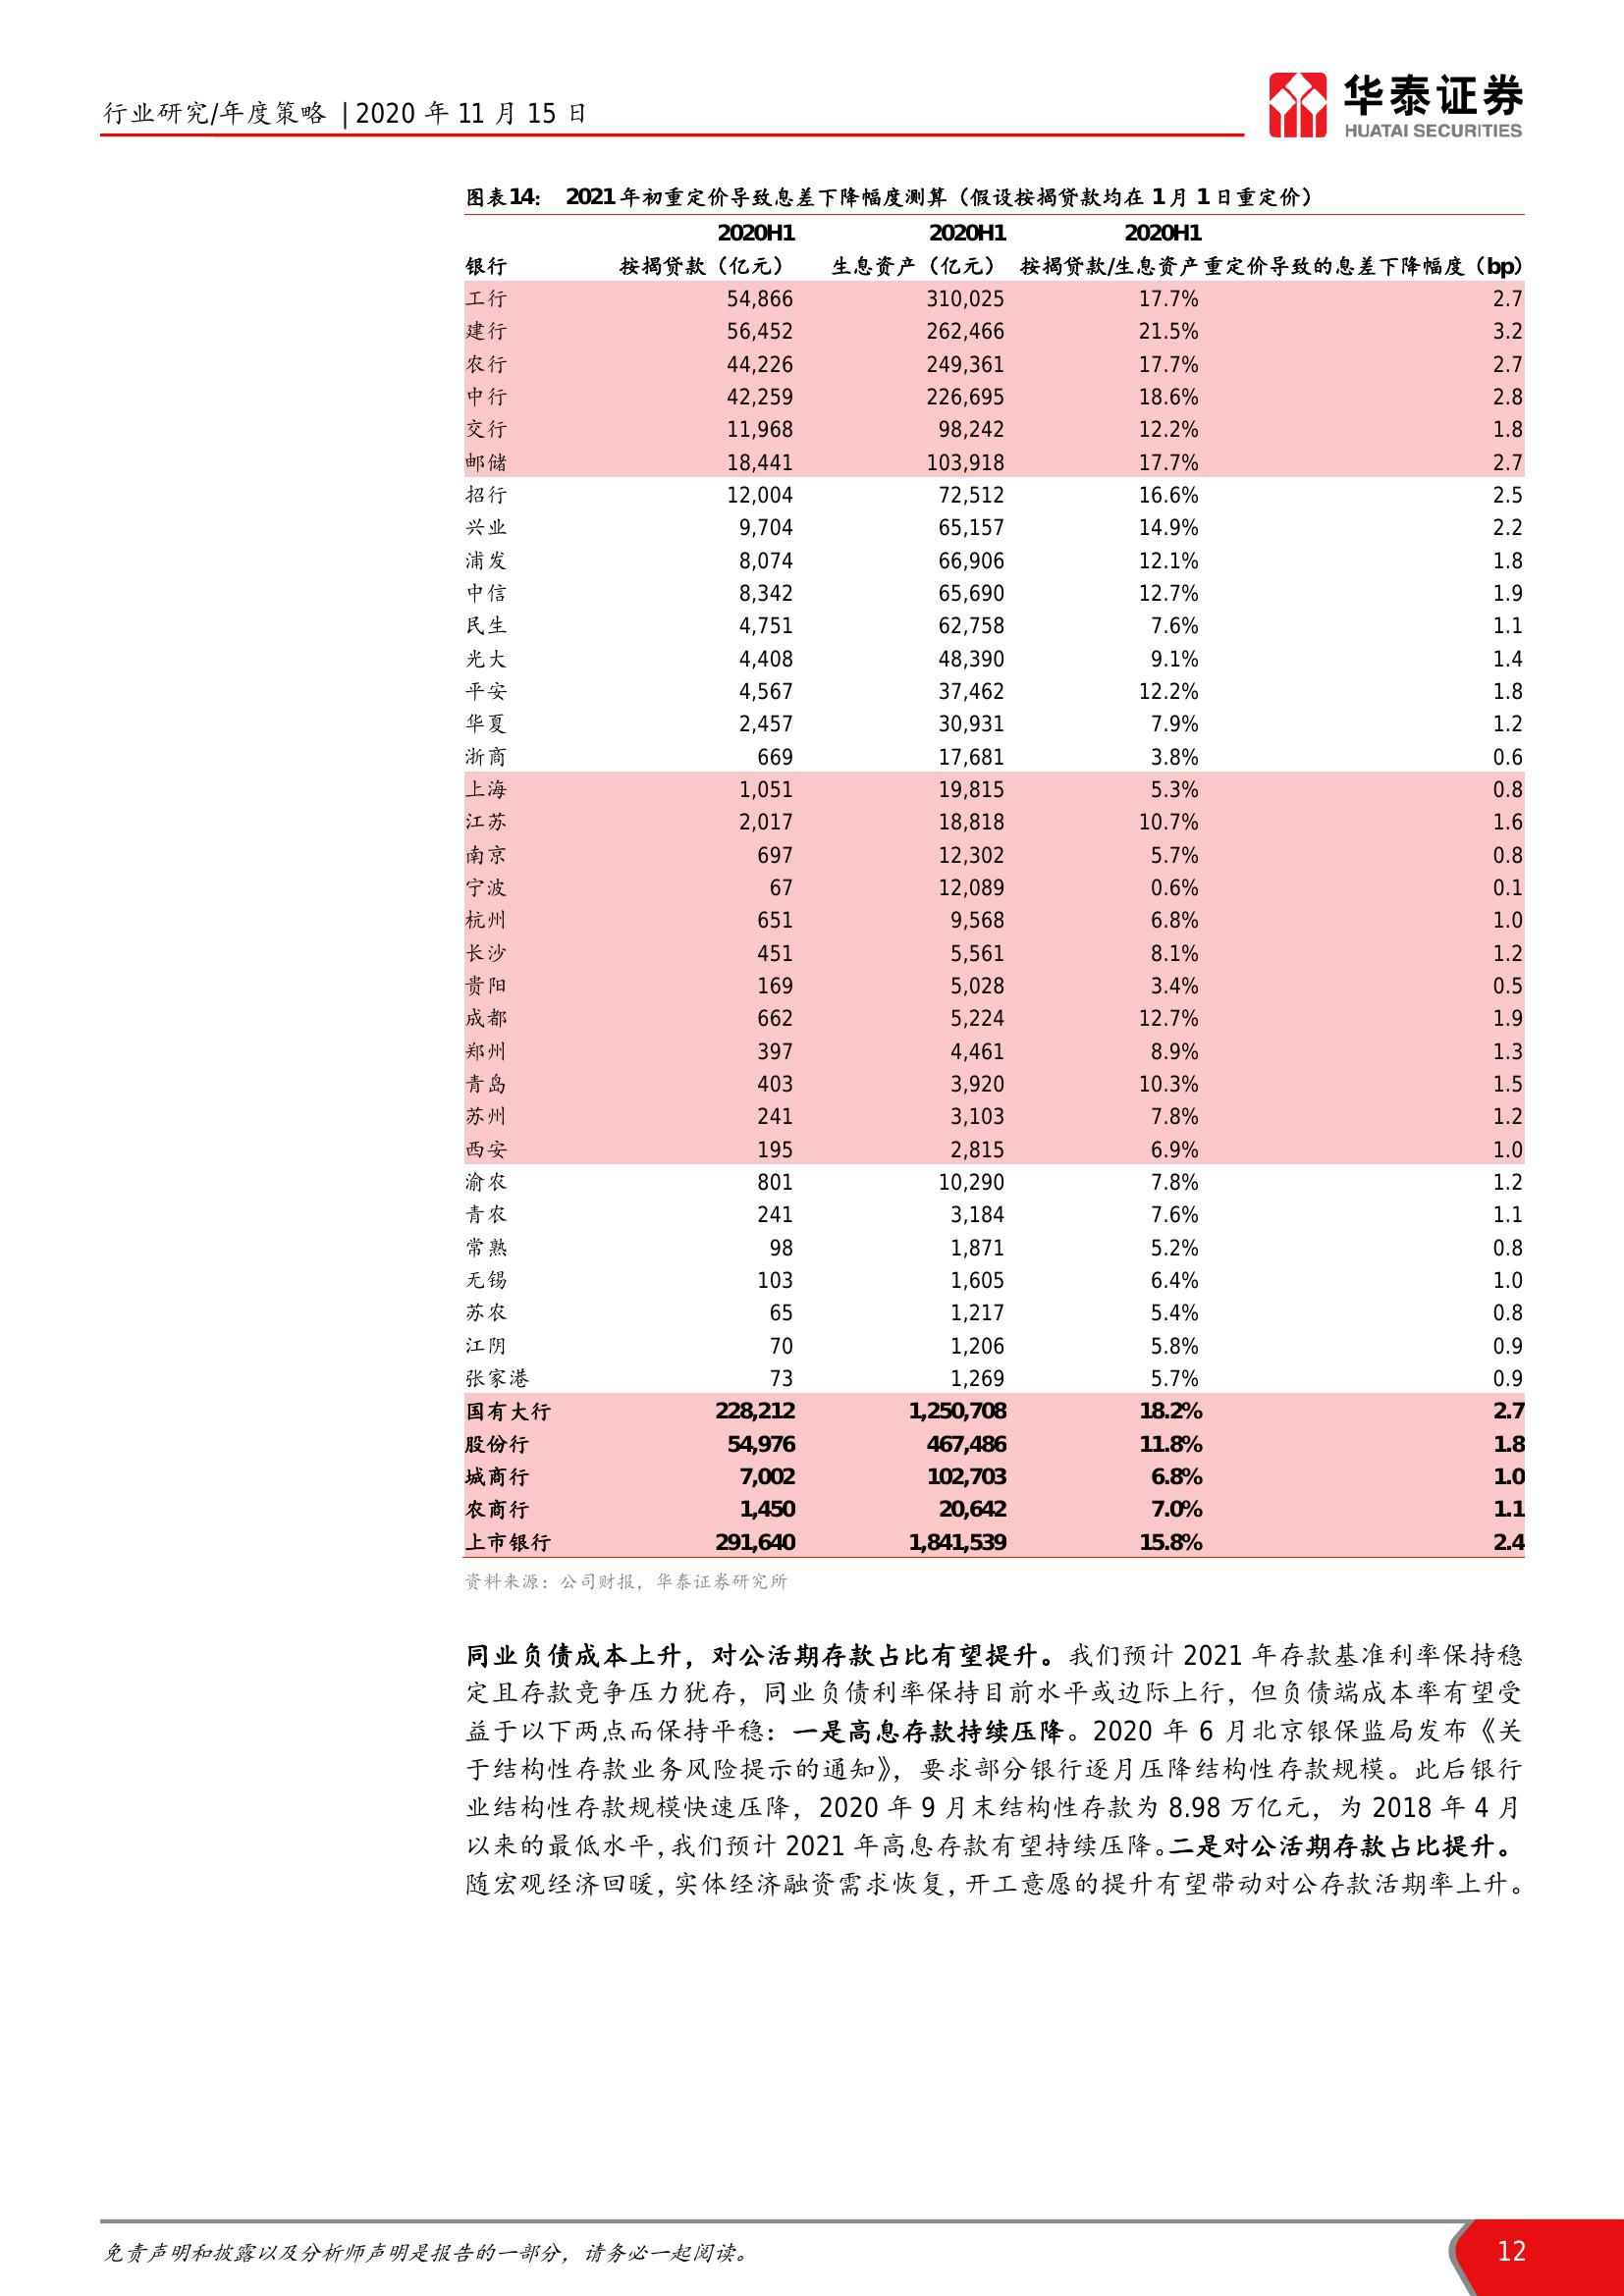 行业研究/年度策略 | 2020 年 11 月 15 日
华泰证券
HUATAI SECURITIES
图表14： 2021 年初重定价导致息差下降幅度测算（假设按揭贷款均在 1 月 1 日重定价）
2020H1 2020H1 2020H1
银行 按揭贷款（亿元） 生息资产（亿元） 按揭贷款/生息资产 重定价导致的息差下降幅度（bp）
工行 54,866 310,025 17.7% 2.7
建行 56,452 262,466 21.5% 3.2
农行 44,226 249,361 17.7% 2.7
中行 42,259 226,695 18.6% 2.8
交行 11,968 98,242 12.2% 1.8
邮储 18,441 103,918 17.7% 2.7
招行 12,004 72,512 16.6% 2.5
兴业 9,704 65,157 14.9% 2.2
浦发 8,074 66,906 12.1% 1.8
中信 8,342 65,690 12.7% 1.9
民生 4,751 62,758 7.6% 1.1
光大 4,408 48,390 9.1% 1.4
平安 4,567 37,462 12.2% 1.8
华夏 2,457 30,931 7.9% 1.2
浙商 669 17,681 3.8% 0.6
上海 1,051 19,815 5.3% 0.8
江苏 2,017 18,818 10.7% 1.6
南京 697 12,302 5.7% 0.8
宁波 67 12,089 0.6% 0.1
杭州 651 9,568 6.8% 1.0
长沙 451 5,561 8.1% 1.2
贵阳 169 5,028 3.4% 0.5
成都 662 5,224 12.7% 1.9
郑州 397 4,461 8.9% 1.3
青岛 403 3,920 10.3% 1.5
苏州 241 3,103 7.8% 1.2
西安 195 2,815 6.9% 1.0
渝农 801 10,290 7.8% 1.2
青农 241 3,184 7.6% 1.1
常熟 98 1,871 5.2% 0.8
无锡 103 1,605 6.4% 1.0
苏农 65 1,217 5.4% 0.8
江阴 70 1,206 5.8% 0.9
张家港 73 1,269 5.7% 0.9
国有大行 228,212 1,250,708 18.2% 2.7
股份行 54,976 467,486 11.8% 1.8
城商行 7,002 102,703 6.8% 1.0
农商行 1,450 20,642 7.0% 1.1
上市银行 291,640 1,841,539 15.8% 2.4
资料来源：公司财报，华泰证券研究所
同业负债成本上升，对公活期存款占比有望提升。我们预计 2021 年存款基准利率保持稳
定且存款竞争压力犹存，同业负债利率保持目前水平或边际上行，但负债端成本率有望受
益于以下两点而保持平稳：一是高息存款持续压降。2020 年 6 月北京银保监局发布《关
于结构性存款业务风险提示的通知》，要求部分银行逐月压降结构性存款规模。此后银行
业结构性存款规模快速压降，2020 年 9 月末结构性存款为 8.98 万亿元，为 2018 年 4 月
以来的最低水平，我们预计 2021 年高息存款有望持续压降。二是对公活期存款占比提升。
随宏观经济回暖，实体经济融资需求恢复，开工意愿的提升有望带动对公存款活期率上升。
免责声明和披露以及分析师声明是报告的一部分，请务必一起阅读。
12